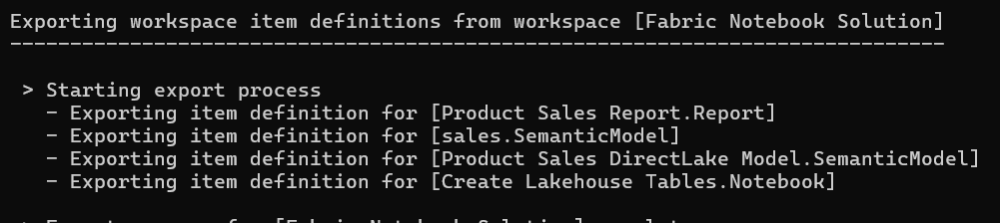 Exporting workspace item definitions from workspace [Fabric Notebook Solution]
--------------------------------------------------------------------------------
> Starting export process
- Exporting item definition for [Product Sales Report.Report]
- Exporting item definition for [sales.SemanticModel]
- Exporting item definition for [Product Sales DirectLake Model.SemanticModel]
- Exporting item definition for [Create Lakehouse Tables.Notebook]